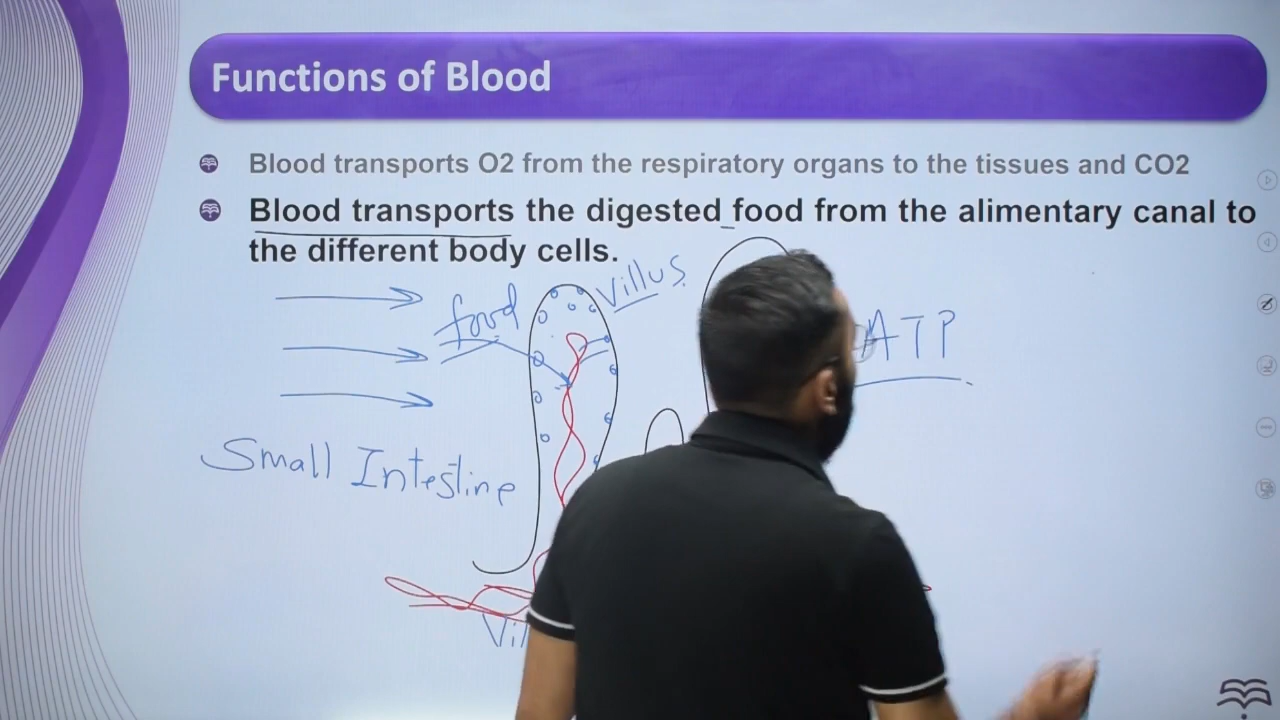 Functions of Blood
Blood transports O2 from the respiratory organs to the tissues and CO2
Blood transports the digested food from the alimentary canal to
the different body cells.
food
Villus
ATP
Small Intestine